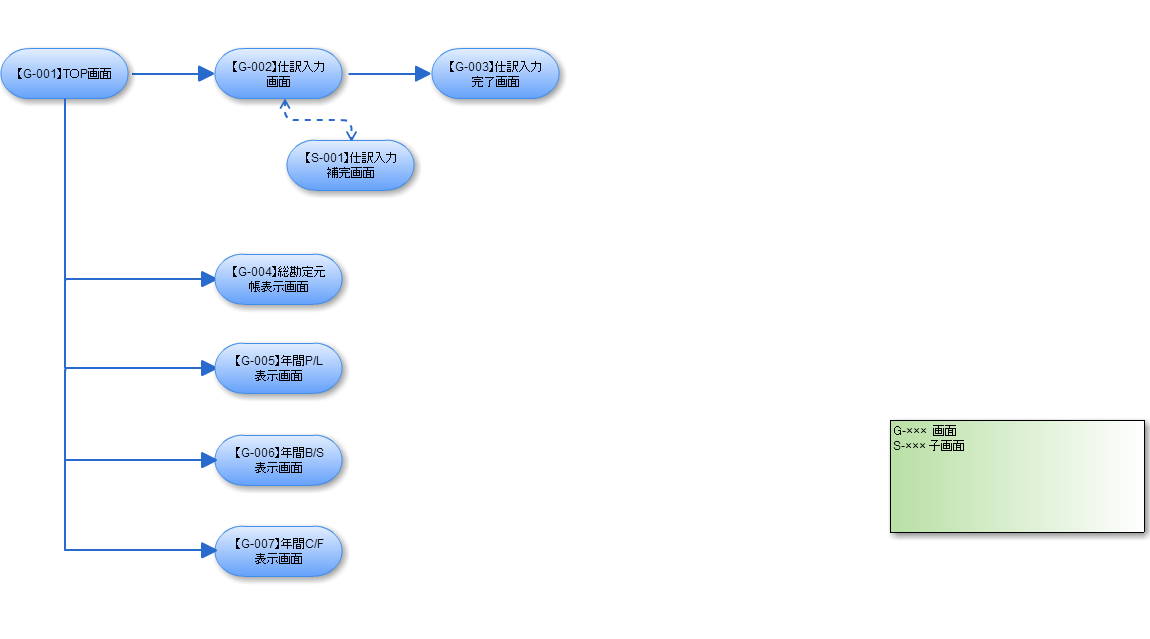 【G-001】TOP画面
【G-002】仕訳入力
画面
【G-003】仕訳入力
完了画面
【S-001】仕訳入力
補完画面
【G-004】総勘定元
帳表示画面
【G-005】年間P/L
表示画面
【G-006】年間B/S
表示画面
【G-007】年間C/F
表示画面
G-××× 画面
S-××× 子画面